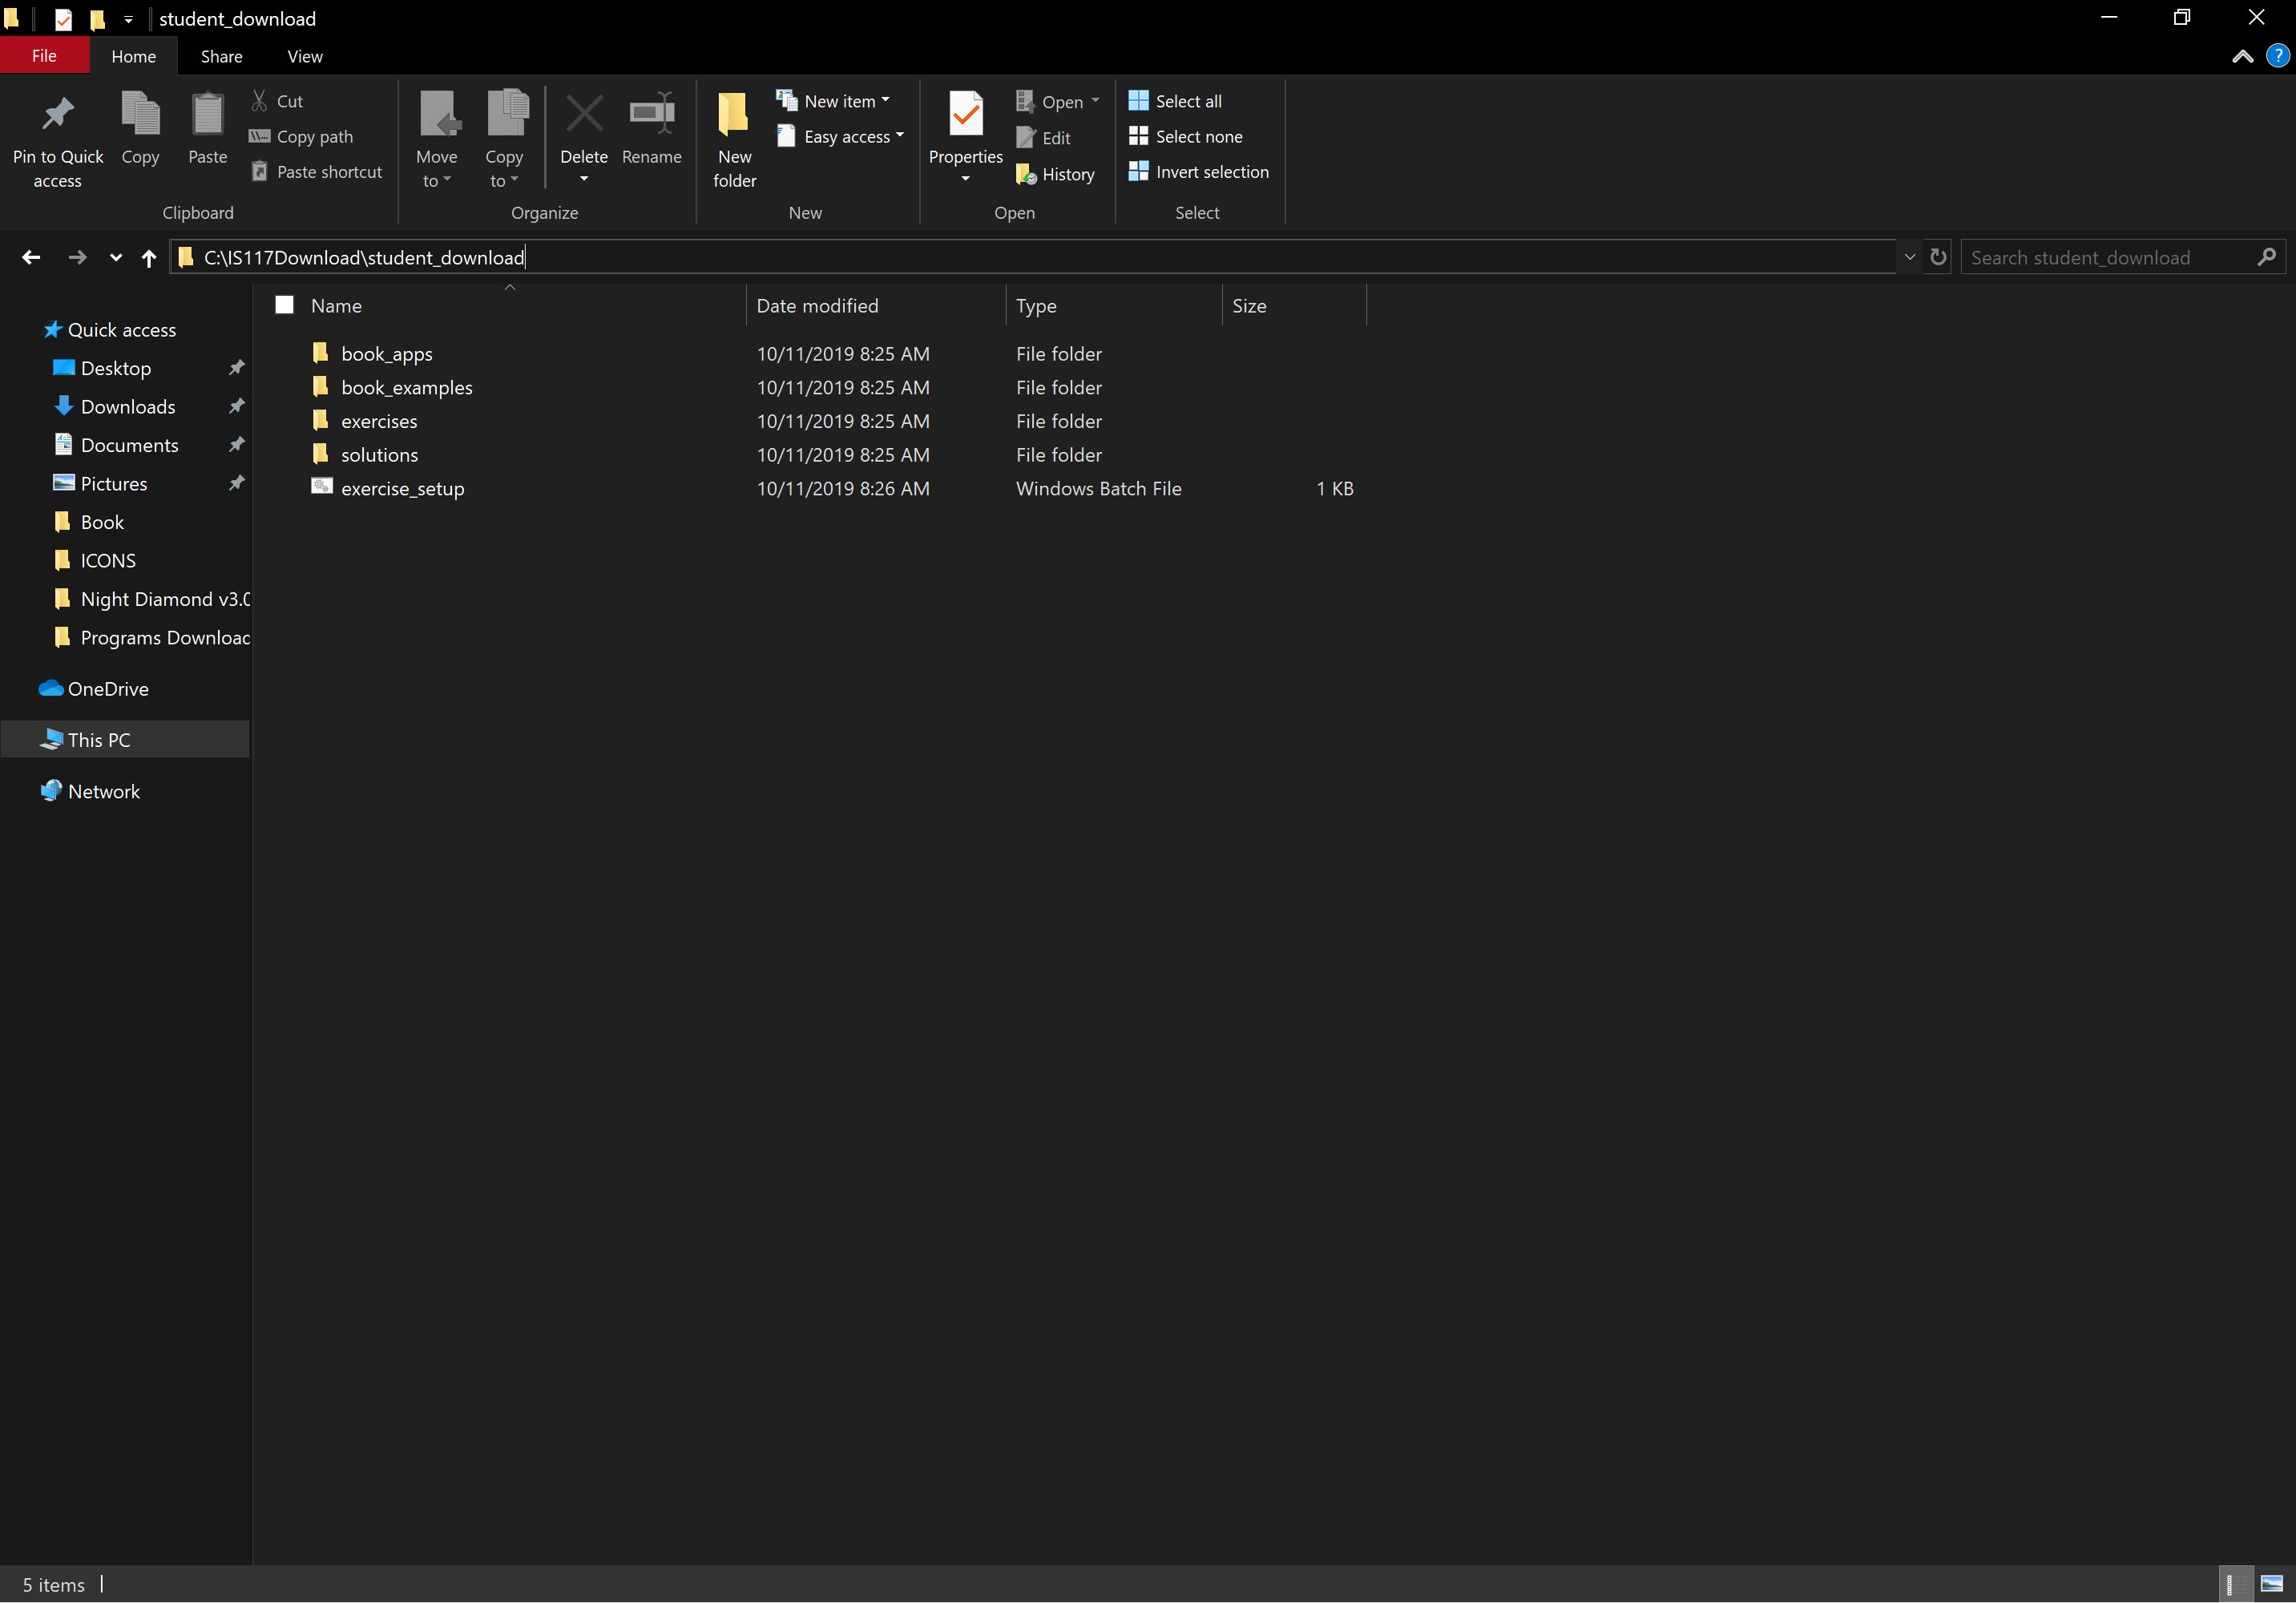 student_download
File Home Share View
Pin to Quick access
Copy
Paste
Cut
Copy path
Paste shortcut
Clipboard
Move to
Copy to
Delete
Rename
Organize
New folder
New item
Easy access
New
Properties
Open
Edit
History
Open
Select all
Select none
Invert selection
Select
C:\IS117Download\student_download
Search student_download
Quick access
Desktop
Downloads
Documents
Pictures
Book
ICONS
Night Diamond v3.0
Programs Download
OneDrive
This PC
Network
Name Date modified Type Size
book_apps 10/11/2019 8:25 AM File folder
book_examples 10/11/2019 8:25 AM File folder
exercises 10/11/2019 8:25 AM File folder
solutions 10/11/2019 8:25 AM File folder
exercise_setup 10/11/2019 8:26 AM Windows Batch File 1 KB
5 items